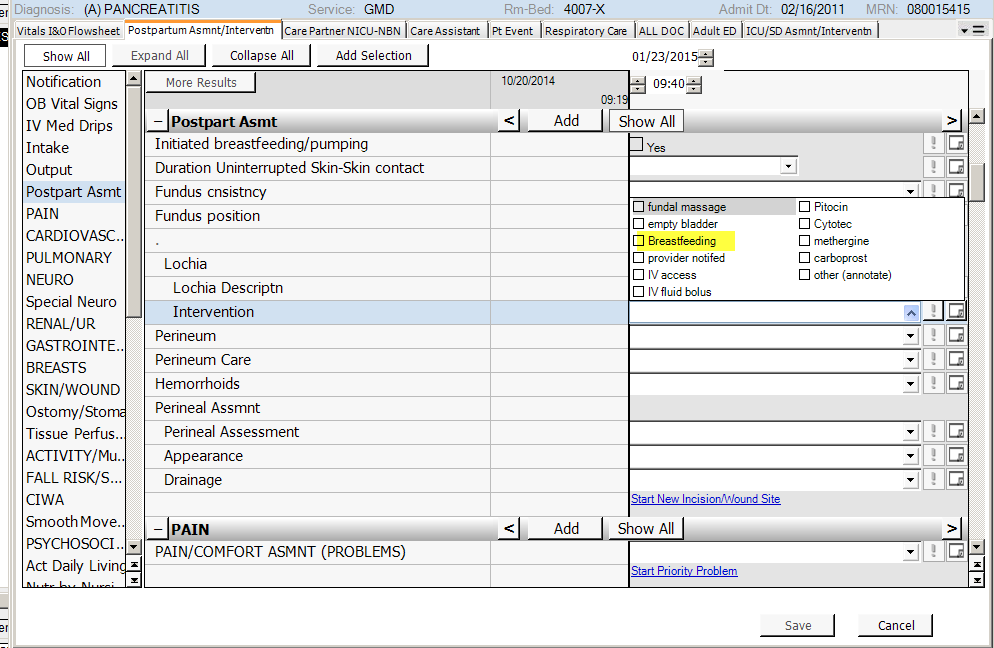 Diagnosis: (A) PANCREATITIS Service: GMD Rm-Bed: 4007-X Admit Dt: 02/16/2011 MRN: 080015415
Vitals I&O Flowsheet Postpartum Asmnt/Interventn Care Partner NICU-NBN Care Assistant Pt Event Respiratory Care ALL DOC Adult ED ICU/SD Asmnt/Interventn
Show All Expand All Collapse All Add Selection 01/23/2015
Notification
OB Vital Signs
IV Med Drips
Intake
Output
Postpart Asmt
PAIN
CARDIOVASC..
PULMONARY
NEURO
Special Neuro
RENAL/UR
GASTROINTE..
BREASTS
SKIN/WOUND
Ostomy/Stoma
Tissue Perfus...
ACTIVITY/Mu..
FALL RISK/S...
CIWA
Smooth Move..
PSYCHOSOCI..
Act Daily Living
More Results 10/20/2014 09:40
09:19
− Postpart Asmt < Add Show All >
Initiated breastfeeding/pumping Yes
Duration Uninterrupted Skin-Skin contact
Fundus cnsistncy
Fundus position
.
Lochia
Lochia Descriptn
Intervention
fundal massage Pitocin
empty bladder Cytotec
Breastfeeding methergine
provider notifed carboprost
IV access other (annotate)
IV fluid bolus
Perineum
Perineum Care
Hemorrhoids
Perineal Assmnt
Perineal Assessment
Appearance
Drainage
Start New Incision/Wound Site
− PAIN < Add Show All >
PAIN/COMFORT ASMNT (PROBLEMS)
Start Priority Problem
Save Cancel